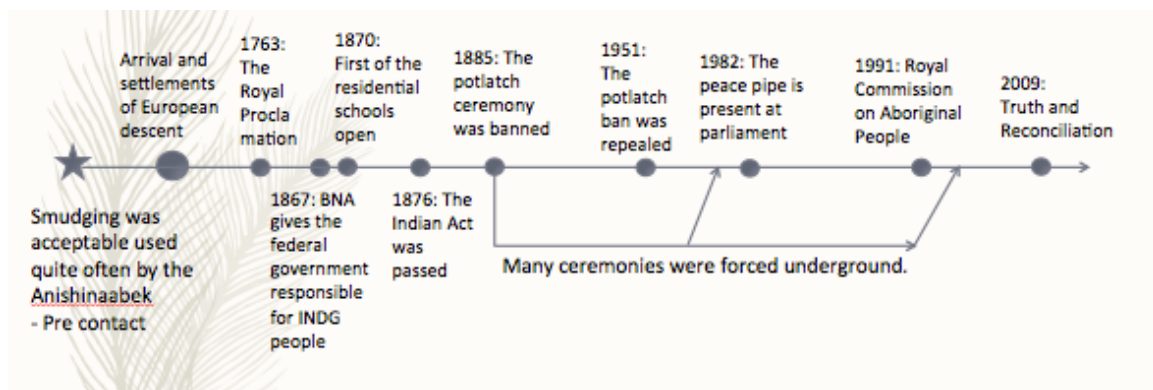 Arrival and
settlements
of European
descent
1763:
The
Royal
Procla
mation
1870:
First of the
residential
schools
open
1885: The
potlatch
ceremony
was banned
1951:
The
potlatch
ban was
repealed
1982: The
peace pipe is
present at
parliament
1991: Royal
Commission
on Aboriginal
People
2009:
Truth and
Reconciliation
Smudging was
acceptable used
quite often by the
Anishinaabek
- Pre contact
1867: BNA
gives the
federal
government
responsible
for INDG
people
1876: The
Indian Act
was
passed
Many ceremonies were forced underground.